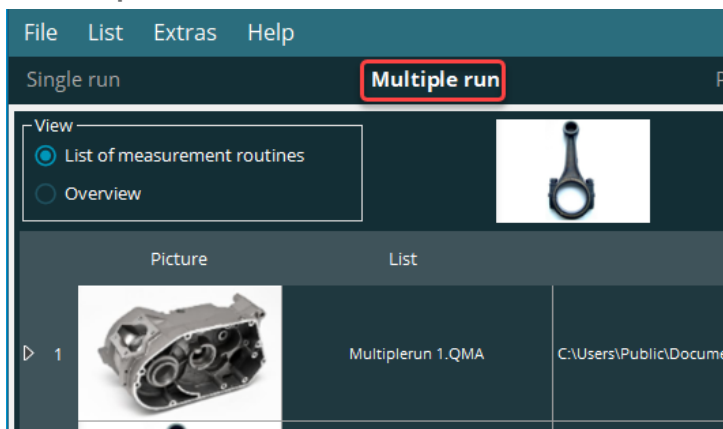 File List Extras Help
Single run Multiple run
View
List of measurement routines
Overview
Picture List
1 Multiplerun 1.QMA C:\Users\Public\Docume